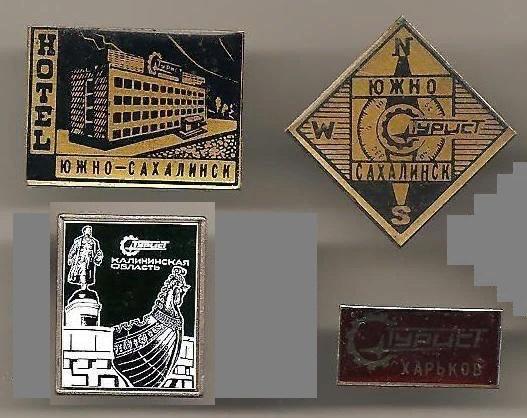 HOTEL
Турист
ЮЖНО-САХАЛИНСК
N
ЮЖНО
W
Турист
САХАЛИНСК
S
Турист
КАЛИНИНСКАЯ
ОБЛАСТЬ
Турист
ХАРЬКОВ